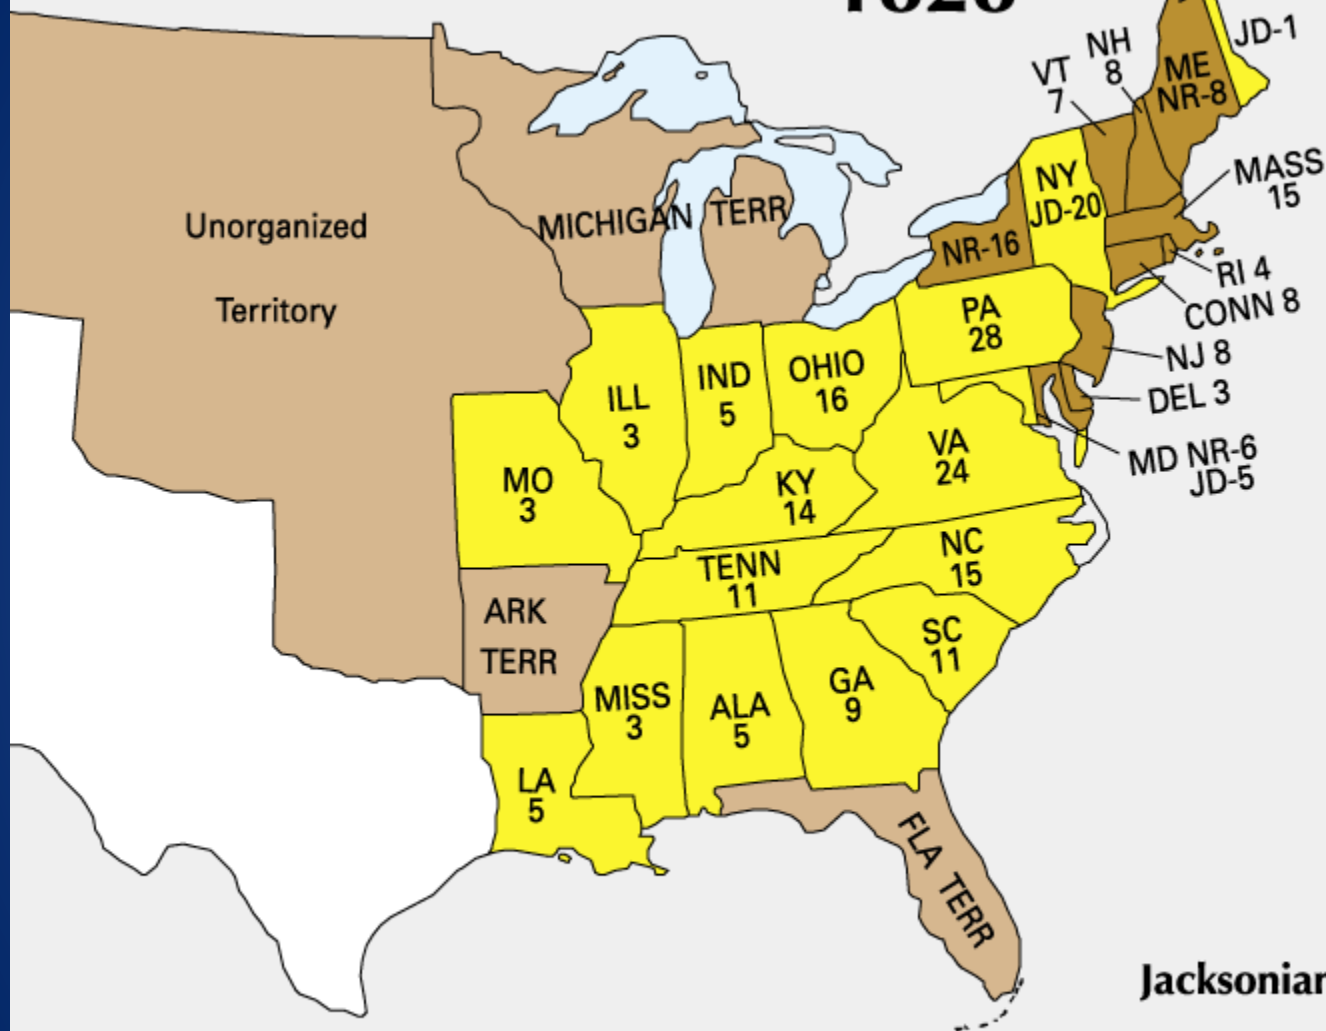 1828
JD-1
NH
8
VT
7
ME
NR-8
MASS
15
NY
JD-20
MICHIGAN TERR
Unorganized
Territory
NR-16
RI 4
CONN 8
PA
28
NJ 8
DEL 3
MD NR-6
JD-5
OHIO
16
IND
5
ILL
3
VA
24
MO
3
KY
14
NC
15
TENN
11
ARK
TERR
SC
11
GA
9
MISS
3
ALA
5
LA
5
FLA TERR
Jacksonian